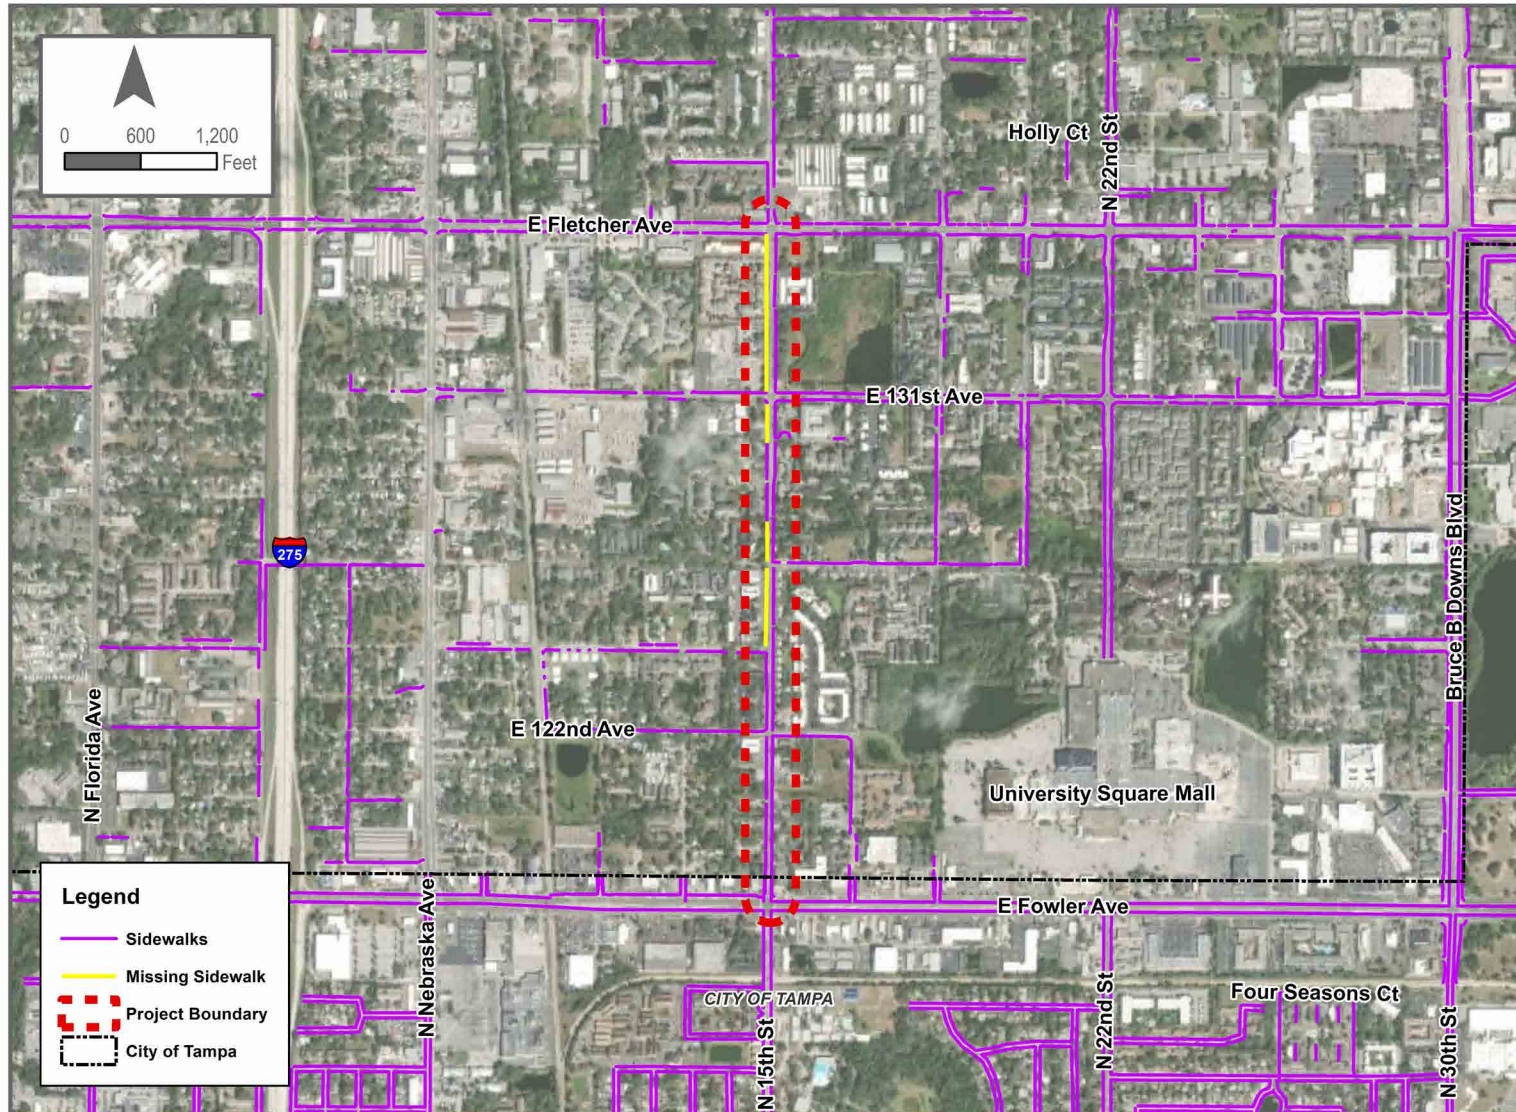 0 600 1,200
Feet
Holly Ct
N 22nd St
E Fletcher Ave
E 131st Ave
275
Bruce B Downs Blvd
N Florida Ave
E 122nd Ave
University Square Mall
Legend
Sidewalks
Missing Sidewalk
Project Boundary
City of Tampa
N Nebraska Ave
E Fowler Ave
CITY OF TAMPA
N 15th St
N 22nd St
Four Seasons Ct
N 30th St